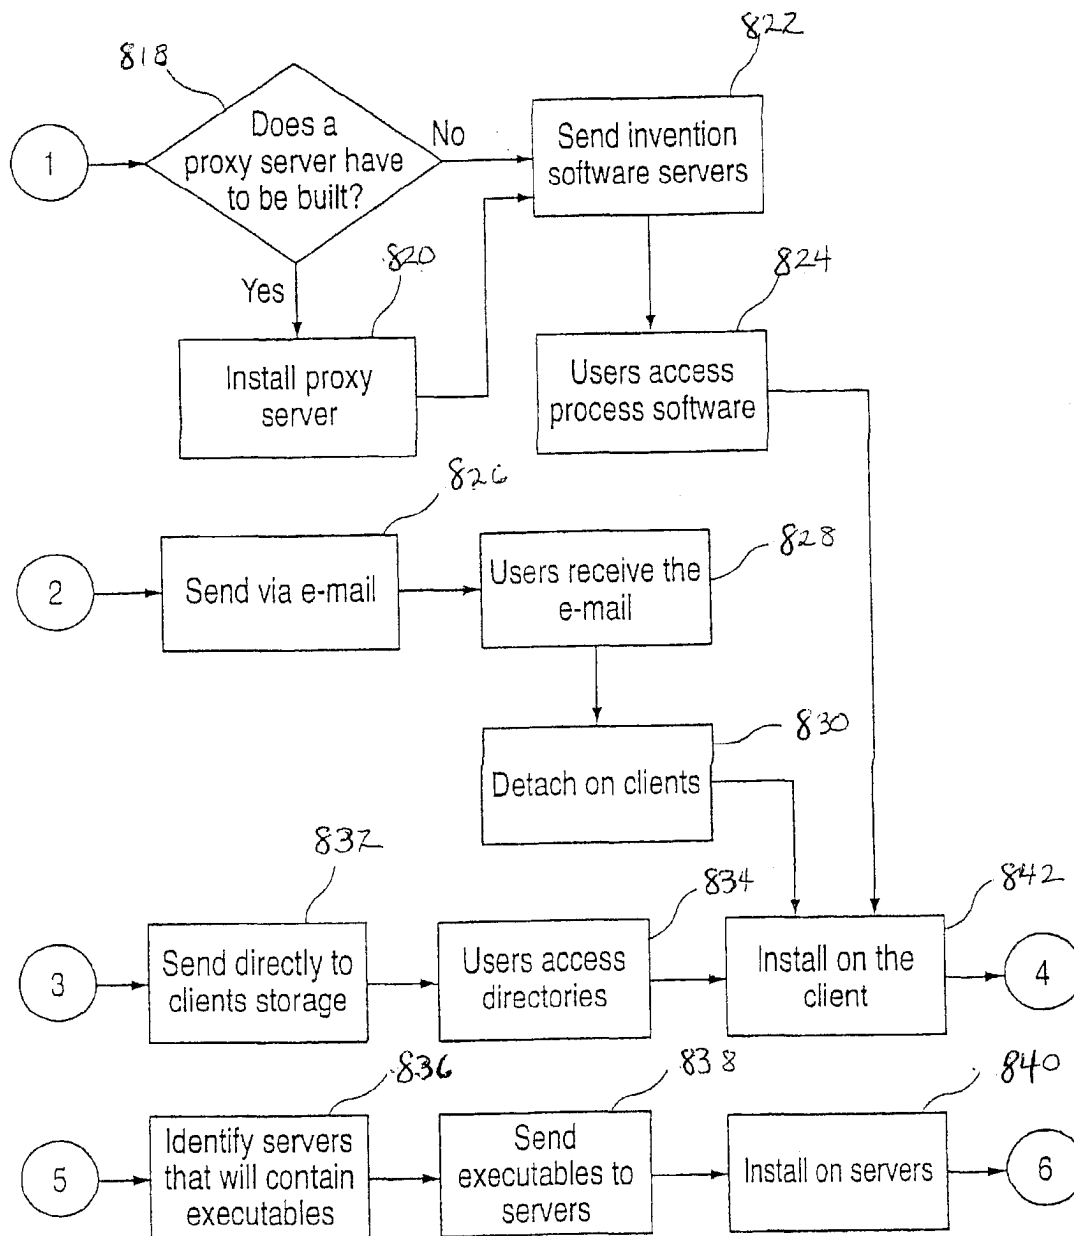 818
822
1
Does a
proxy server have
to be built?
No
Send invention
software servers
Yes
820
824
Install proxy
server
Users access
process software
826
828
2
Send via e-mail
Users receive the
e-mail
830
Detach on clients
832
834
842
3
Send directly to
clients storage
Users access
directories
Install on the
client
4
836
838
840
5
Identify servers
that will contain
executables
Send
executables to
servers
Install on servers
6